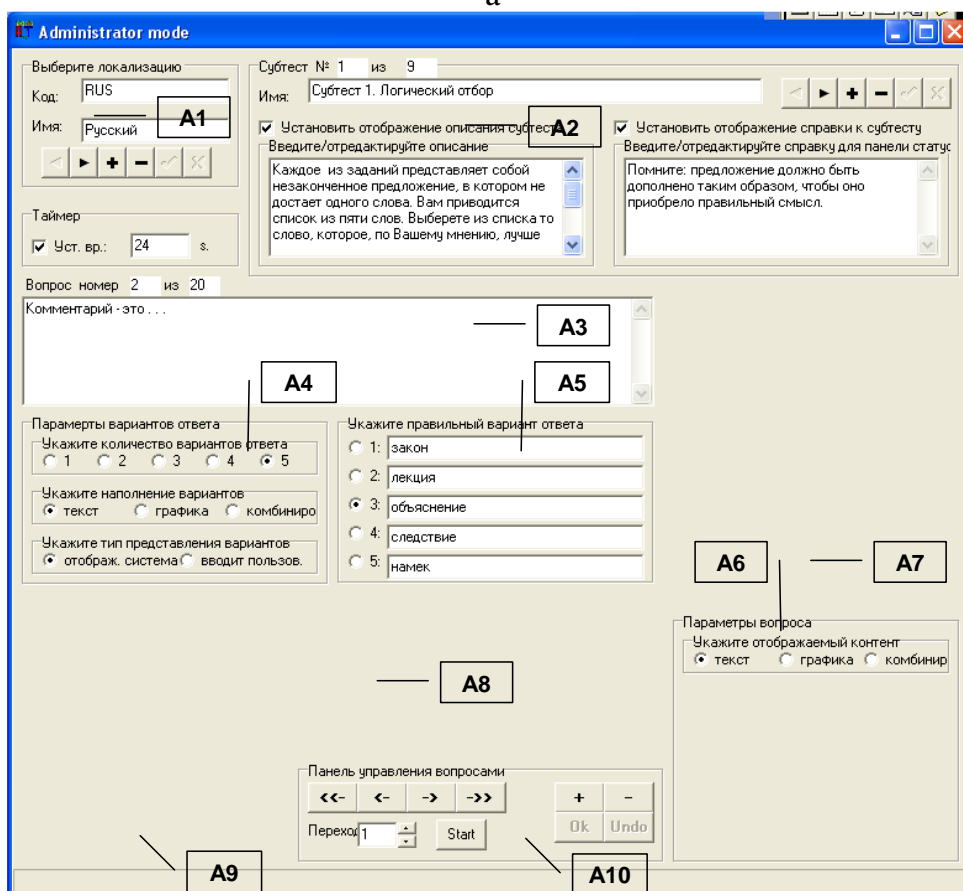 а
Administrator mode
Выберите локализацию
Код: RUS
Имя: Русский
A1
Таймер
Уст. вр.: 24 s.
Субтест № 1 из 9
Имя: Субтест 1. Логический отбор
Установить отображение описания субтеста
A2
Введите/отредактируйте описание
Каждое из заданий представляет собой
незаконченное предложение, в котором не
достает одного слова. Вам приводится
список из пяти слов. Выберете из списка то
слово, которое, по Вашему мнению, лучше
Установить отображение справки к субтесту
Введите/отредактируйте справку для панели статус
Помните: предложение должно быть
дополнено таким образом, чтобы оно
приобрело правильный смысл.
Вопрос номер 2 из 20
Комментарий - это . . .
A3
A4
A5
Парамерты вариантов ответа
Укажите количество вариантов ответа
1 2 3 4 5
Укажите наполнение вариантов
текст графика комбиниро
Укажите тип представления вариантов
отображ. система вводит пользов.
Укажите правильный вариант ответа
1: закон
2: лекция
3: объяснение
4: следствие
5: намек
A6
A7
Параметры вопроса
Укажите отображаемый контент
текст графика комбинир
A8
Панель управления вопросами
<<- <- -> ->> + -
Переход 1 Start Ok Undo
A9
A10